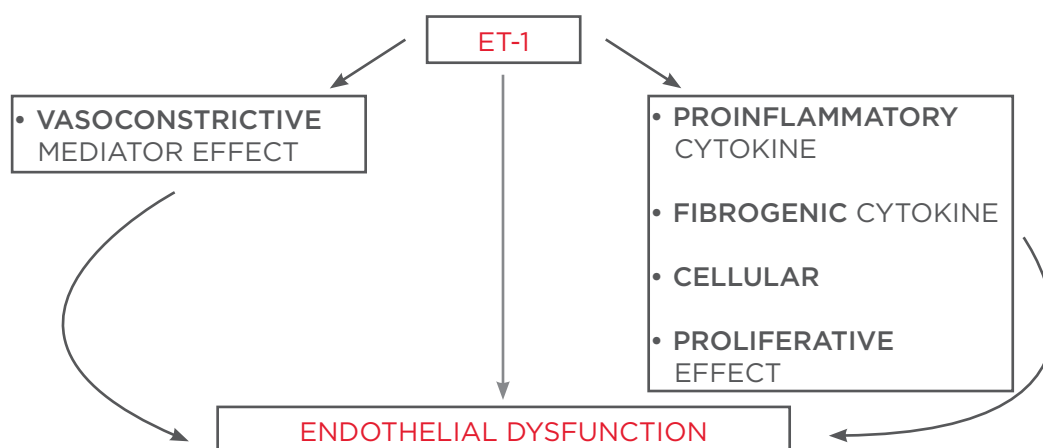 ET-1
• VASOCONSTRICTIVE
MEDIATOR EFFECT
• PROINFLAMMATORY
CYTOKINE
• FIBROGENIC CYTOKINE
• CELLULAR
• PROLIFERATIVE
EFFECT
ENDOTHELIAL DYSFUNCTION